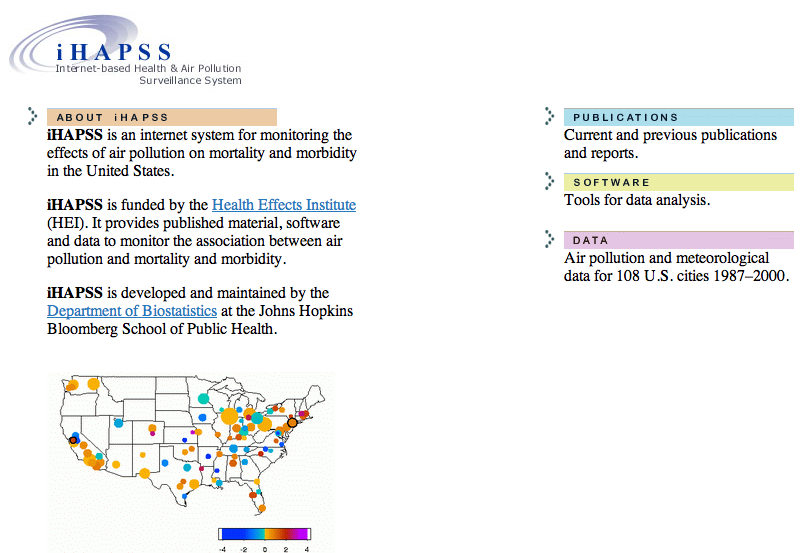 iHAPSS
Internet-based Health & Air Pollution
Surveillance System
ABOUT iHAPSS
iHAPSS is an internet system for monitoring the
effects of air pollution on mortality and morbidity
in the United States.
iHAPSS is funded by the Health Effects Institute
(HEI). It provides published material, software
and data to monitor the association between air
pollution and mortality and morbidity.
iHAPSS is developed and maintained by the
Department of Biostatistics at the Johns Hopkins
Bloomberg School of Public Health.
PUBLICATIONS
Current and previous publications
and reports.
SOFTWARE
Tools for data analysis.
DATA
Air pollution and meteorological
data for 108 U.S. cities 1987–2000.
-4 -2 0 2 4